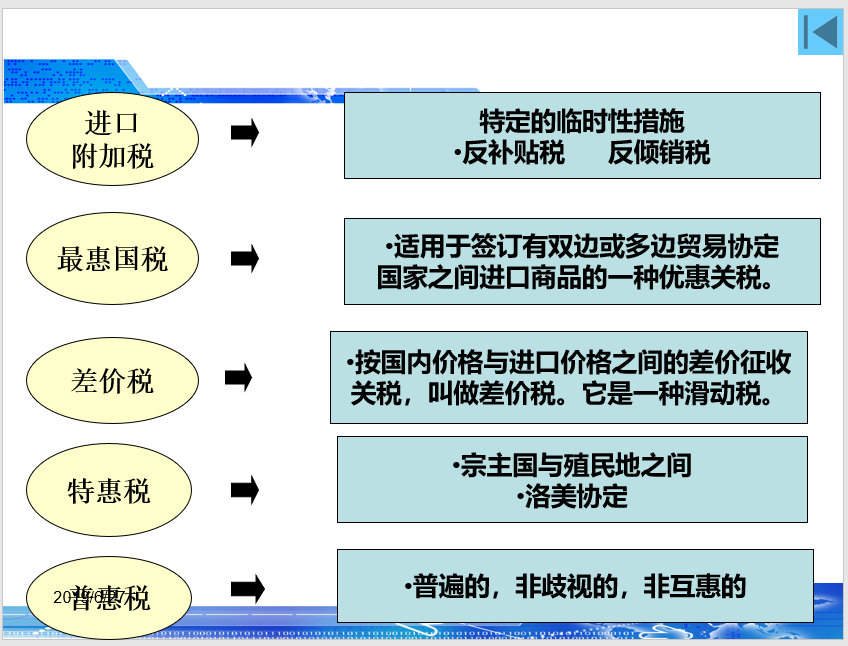 进口
附加税
特定的临时性措施
•反补贴税 反倾销税
最惠国税
•适用于签订有双边或多边贸易协定
国家之间进口商品的一种优惠关税。
差价税
•按国内价格与进口价格之间的差价征收
关税，叫做差价税。它是一种滑动税。
特惠税
•宗主国与殖民地之间
•洛美协定
普惠税
•普遍的，非歧视的，非互惠的